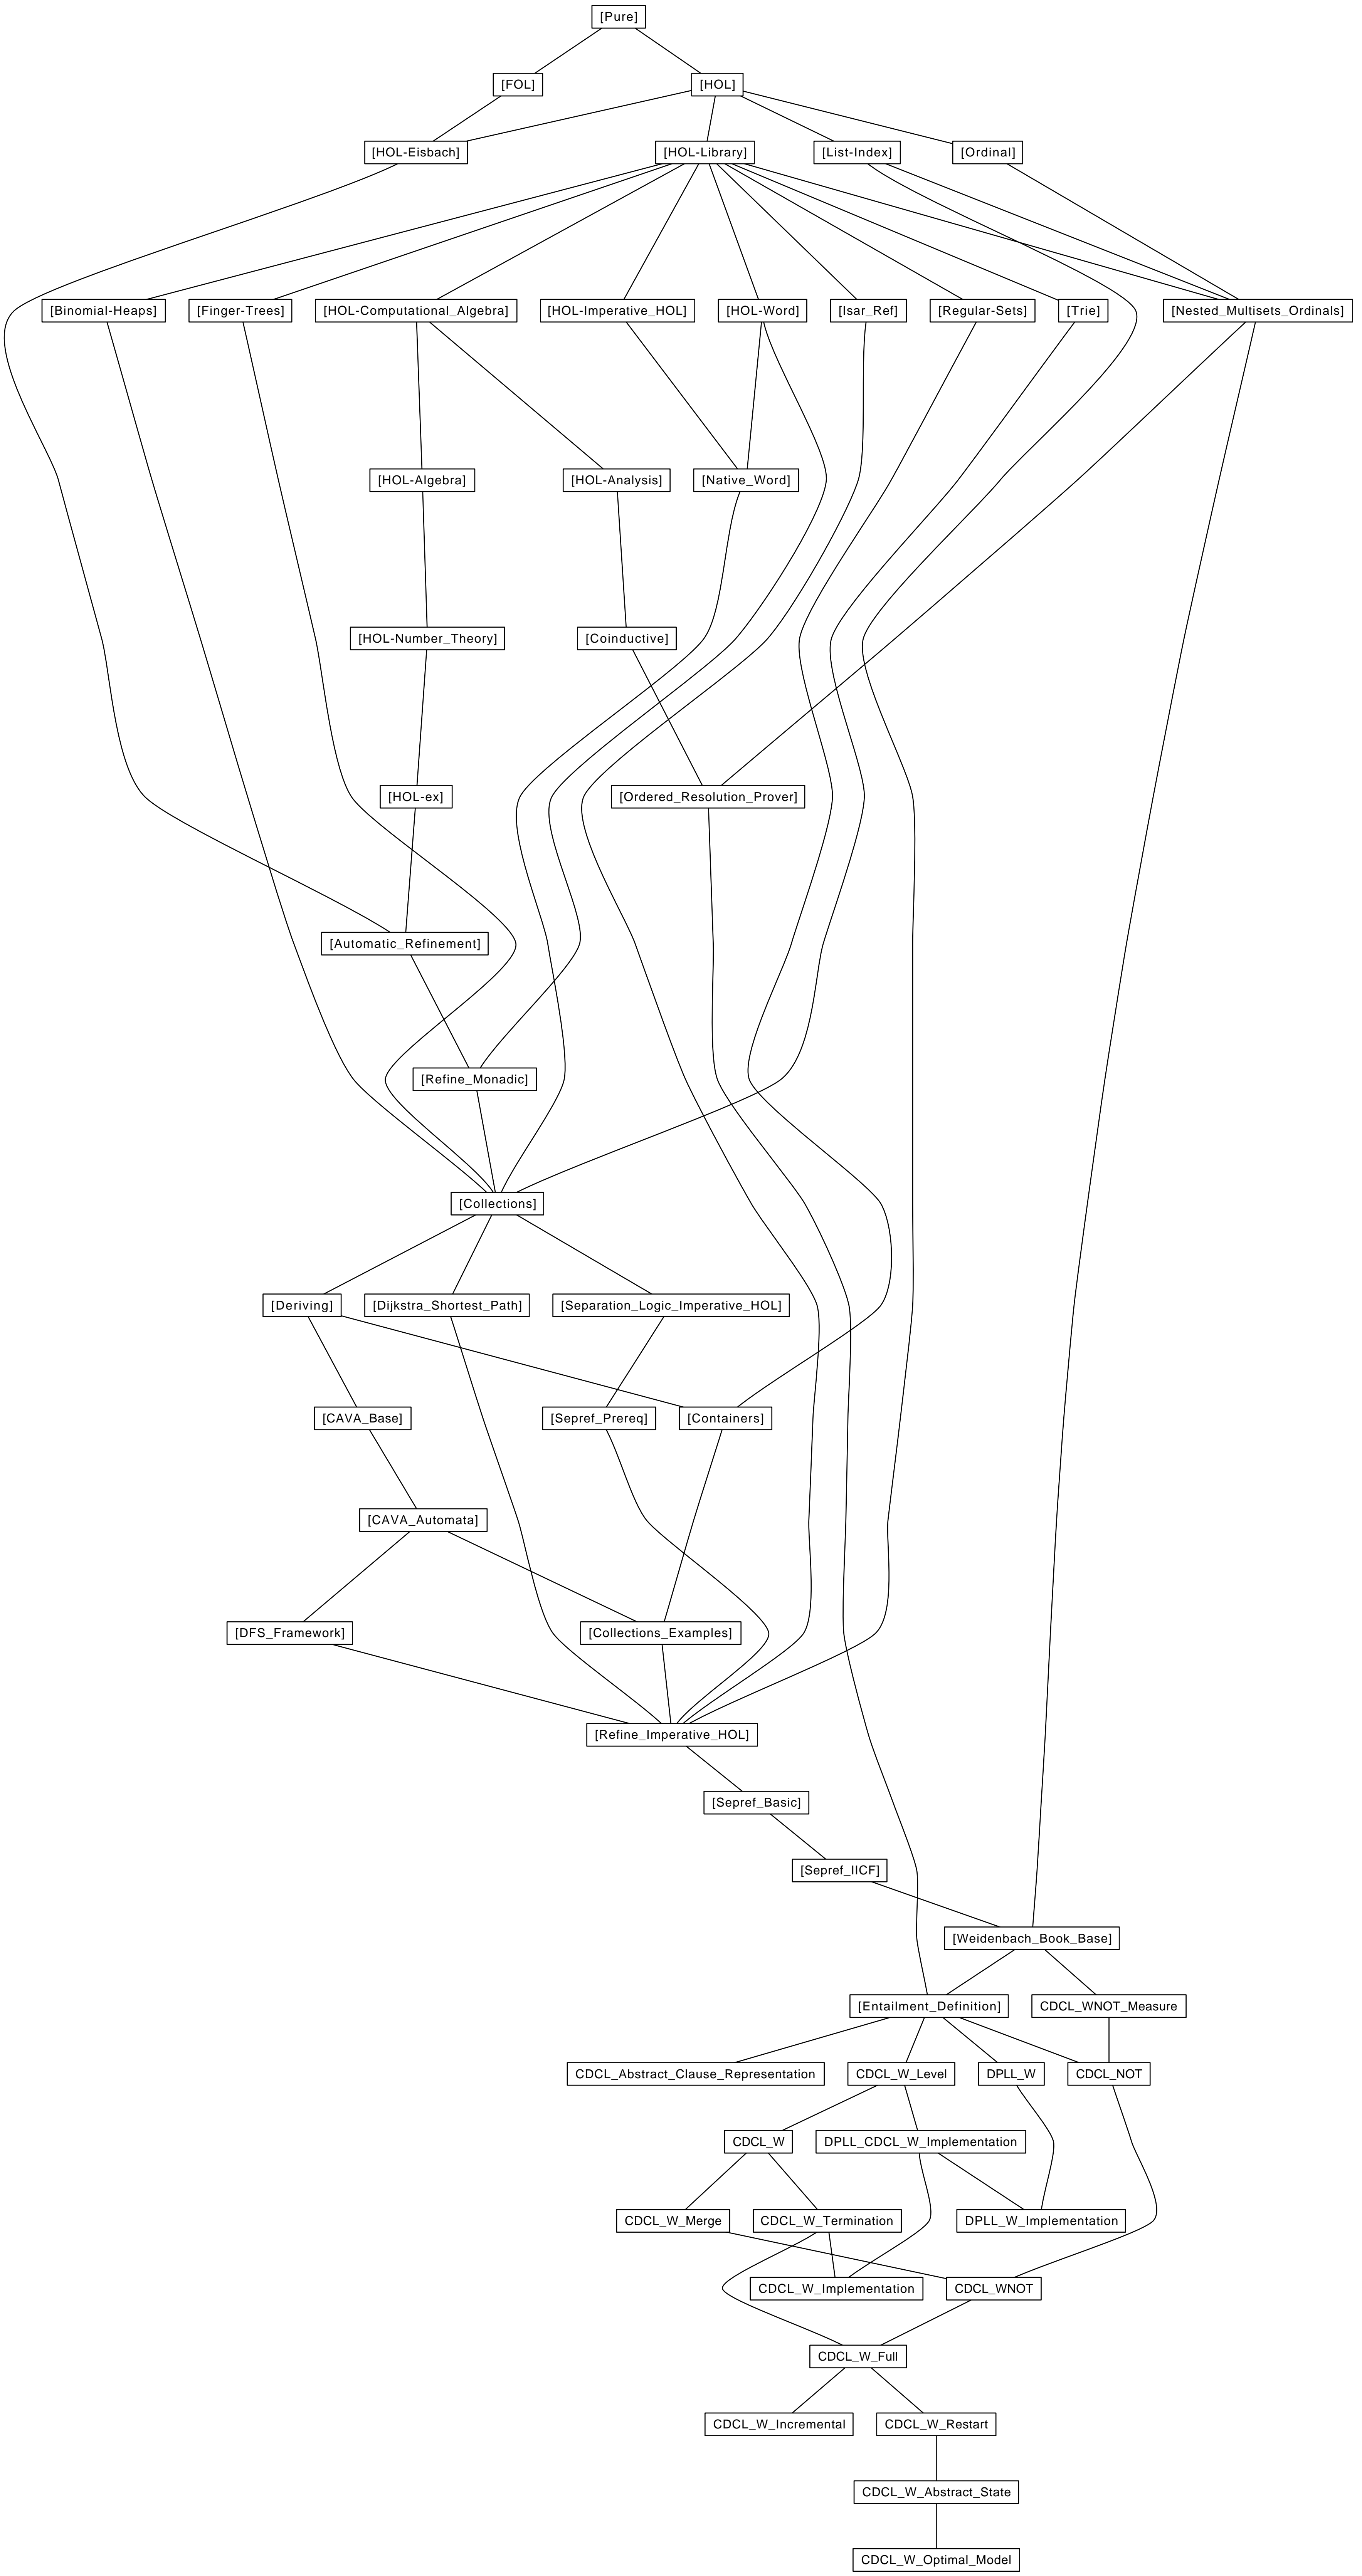 [Pure]
[FOL]
[HOL]
[HOL-Eisbach]
[HOL-Library]
[List-Index]
[Ordinal]
[Binomial-Heaps]
[Finger-Trees]
[HOL-Computational_Algebra]
[HOL-Imperative_HOL]
[HOL-Word]
[Isar_Ref]
[Regular-Sets]
[Trie]
[Nested_Multisets_Ordinals]
[HOL-Algebra]
[HOL-Analysis]
[Native_Word]
[HOL-Number_Theory]
[Coinductive]
[HOL-ex]
[Ordered_Resolution_Prover]
[Automatic_Refinement]
[Refine_Monadic]
[Collections]
[Deriving]
[Dijkstra_Shortest_Path]
[Separation_Logic_Imperative_HOL]
[CAVA_Base]
[Sepref_Prereq]
[Containers]
[CAVA_Automata]
[DFS_Framework]
[Collections_Examples]
[Refine_Imperative_HOL]
[Sepref_Basic]
[Sepref_IICF]
[Weidenbach_Book_Base]
[Entailment_Definition]
CDCL_WNOT_Measure
CDCL_Abstract_Clause_Representation
CDCL_W_Level
DPLL_W
CDCL_NOT
CDCL_W
DPLL_CDCL_W_Implementation
CDCL_W_Merge
CDCL_W_Termination
DPLL_W_Implementation
CDCL_W_Implementation
CDCL_WNOT
CDCL_W_Full
CDCL_W_Incremental
CDCL_W_Restart
CDCL_W_Abstract_State
CDCL_W_Optimal_Model